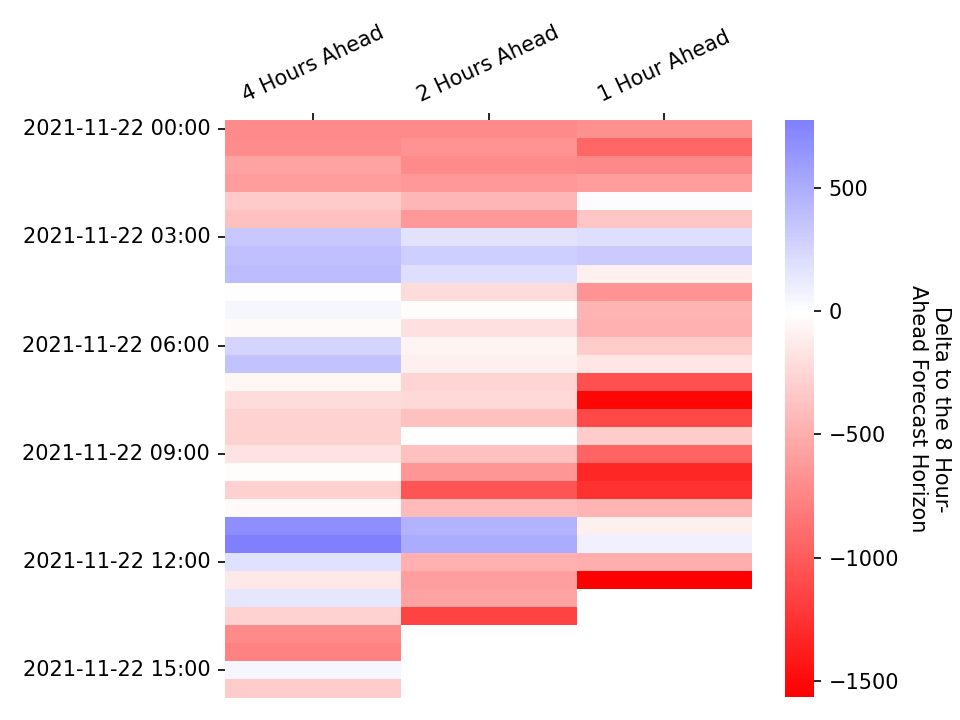 4 Hours Ahead
2 Hours Ahead
1 Hour Ahead
2021-11-22 00:00
2021-11-22 03:00
2021-11-22 06:00
2021-11-22 09:00
2021-11-22 12:00
2021-11-22 15:00
500
0
−500
−1000
−1500
Delta to the 8 Hour-
Ahead Forecast Horizon